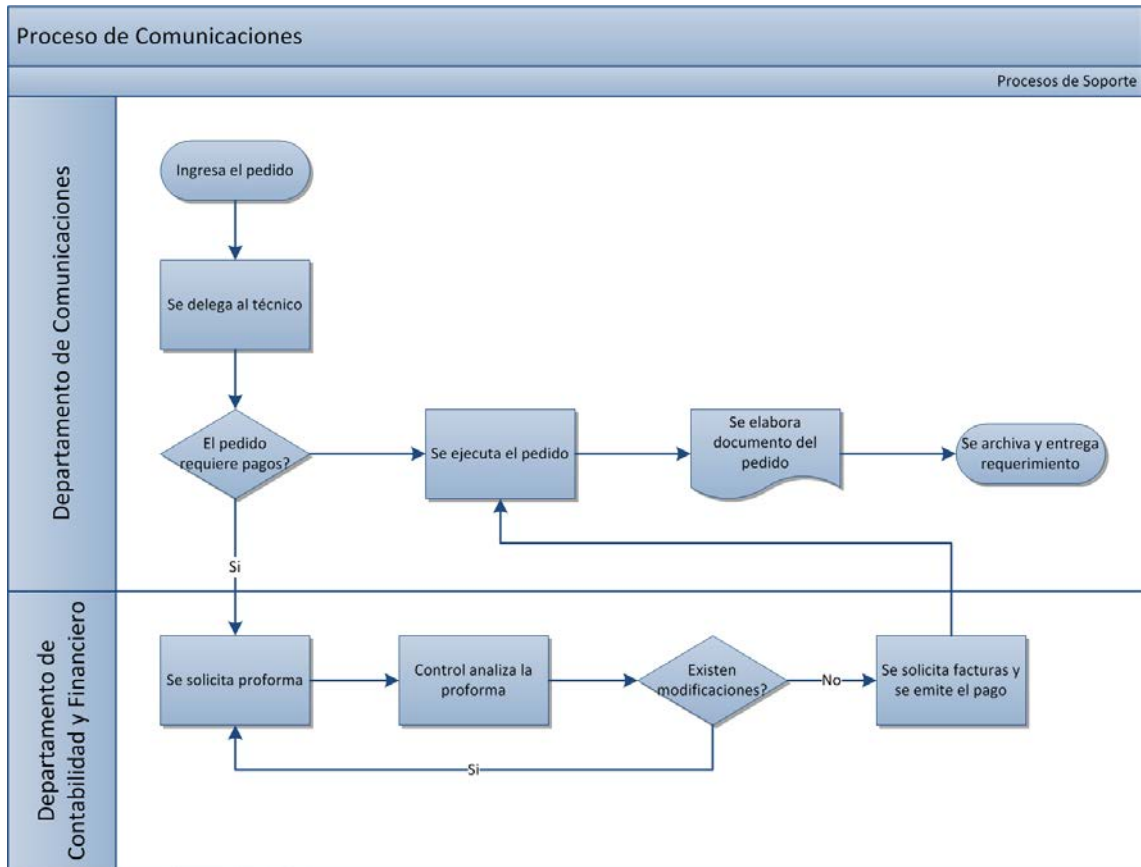 Proceso de Comunicaciones
Procesos de Soporte
Departamento de Comunicaciones
Ingresa el pedido
Se delega al técnico
El pedido
requiere pagos?
Se ejecuta el pedido
Se elabora
documento del
pedido
Se archiva y entrega
requerimiento
Si
Departamento de
Contabilidad y Financiero
Se solicita proforma
Control analiza la
proforma
Existen
modificaciones?
No
Se solicita facturas y
se emite el pago
Si